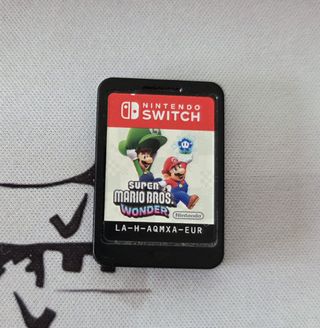 NINTENDO
SWITCH
SUPER
MARIO BROS.
WONDER
Nintendo
LA-H-AQMXA-EUR